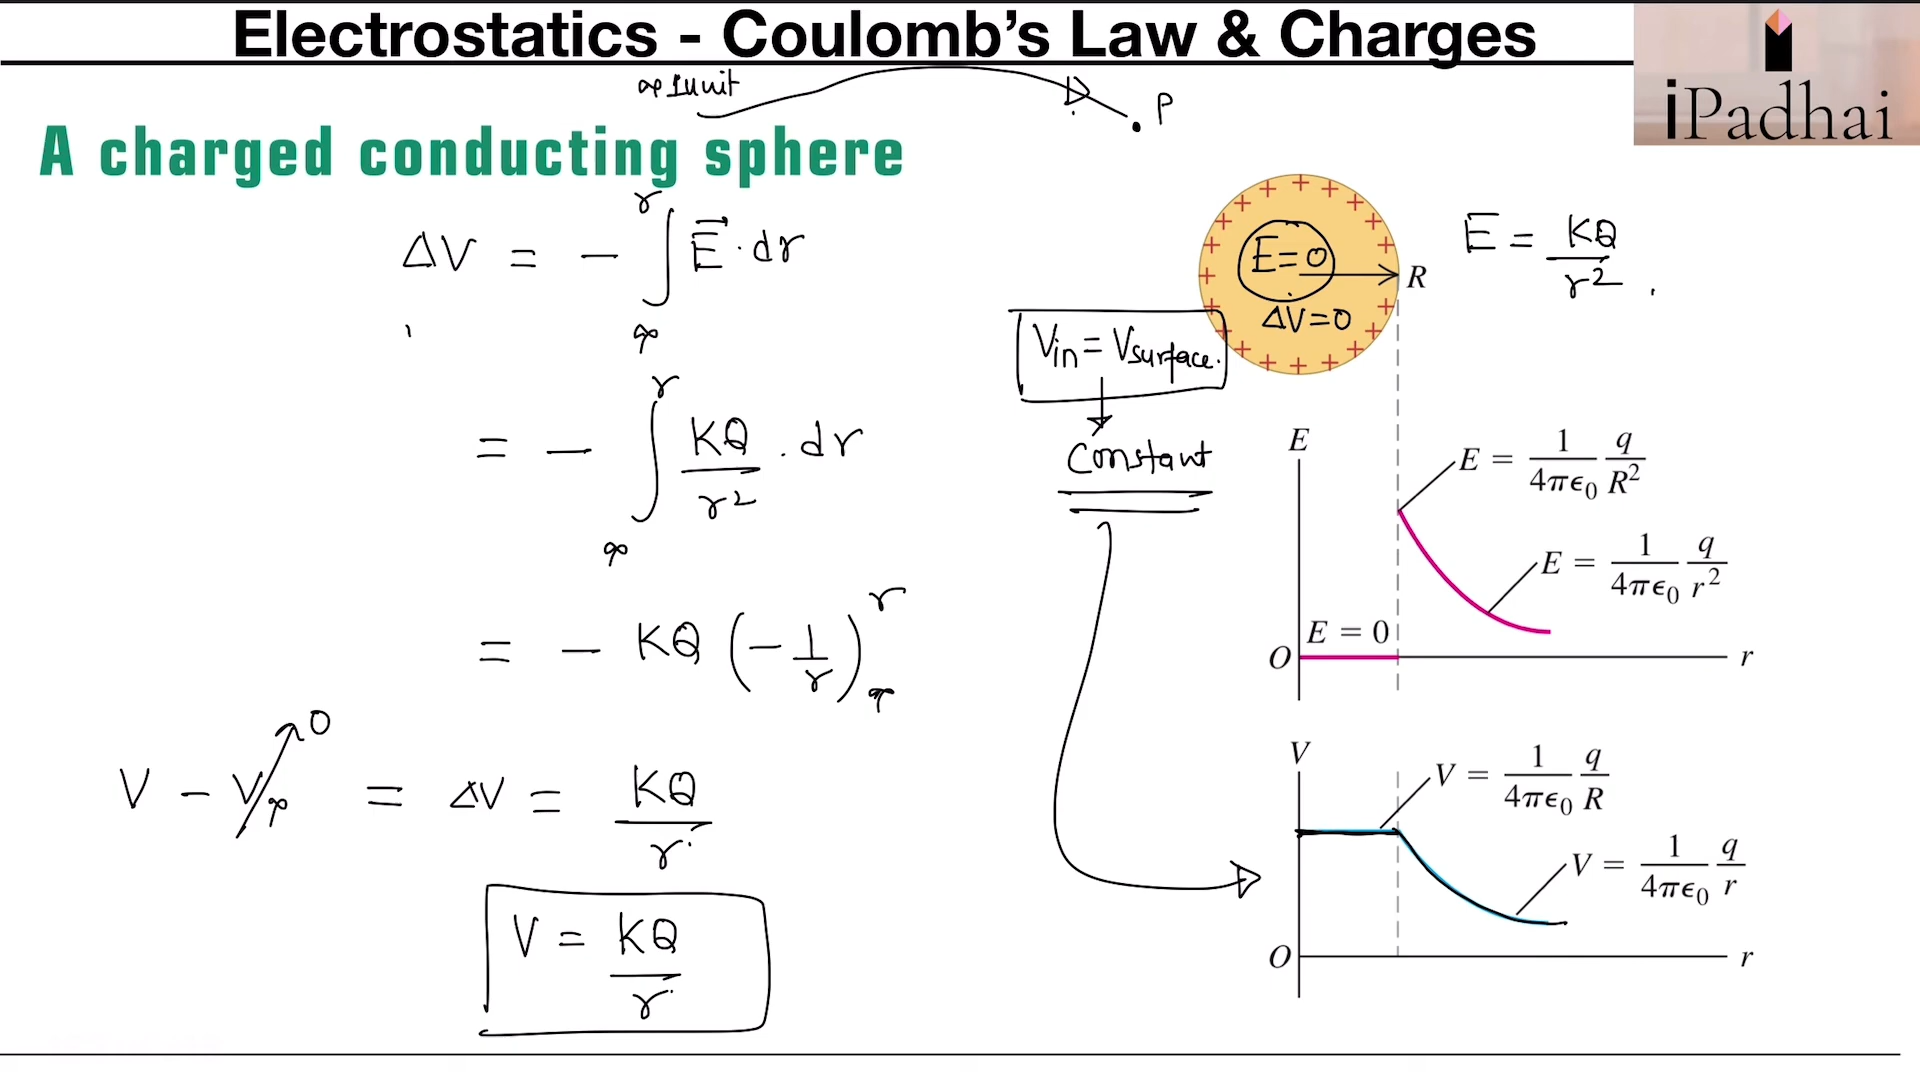 Electrostatics - Coulomb's Law & Charges
iPadhai
∞ 1unit
P
A charged conducting sphere
ΔV = - ∫_∞^r E⃗ . dr
= - ∫_∞^r KQ/r² . dr
= - KQ (-1/r)_∞^r
V - V_∞ → 0 = ΔV = KQ/r
V = KQ/r
E=0
R
ΔV=0
E = KQ/r²
Vin = Vsurface.
Constant
E
E = 1/4πϵ₀ q/R²
E = 1/4πϵ₀ q/r²
E = 0
O
r
V
V = 1/4πϵ₀ q/R
V = 1/4πϵ₀ q/r
O
r